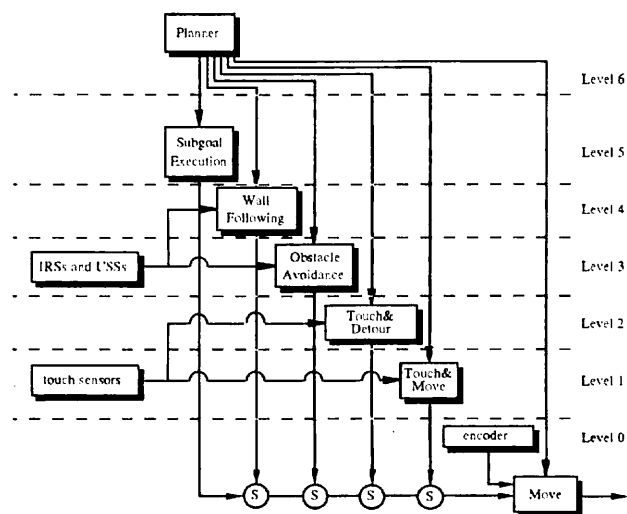 Planner
Level 6
Subgoal
Execution
Level 5
Wall
Following
Level 4
IRSs and USSs
Obstacle
Avoidance
Level 3
Touch&
Detour
Level 2
touch sensors
Touch&
Move
Level 1
encoder
Level 0
S
S
S
S
Move